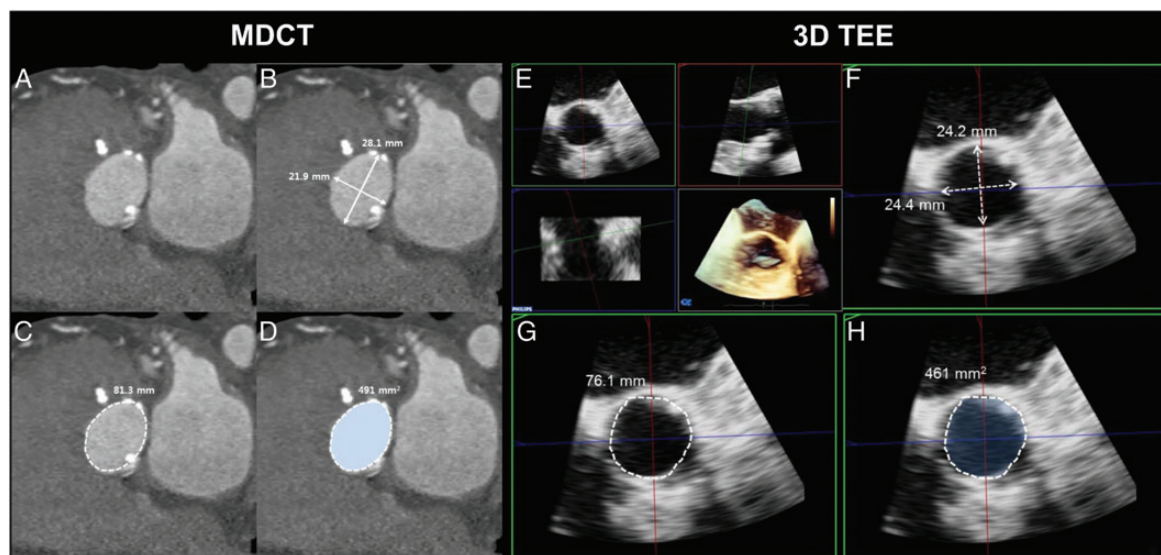 MDCT
3D TEE
A
B
28.1 mm
21.9 mm
C
81.3 mm
D
491 mm²
E
PHILIPS
F
24.2 mm
24.4 mm
G
76.1 mm
H
461 mm²